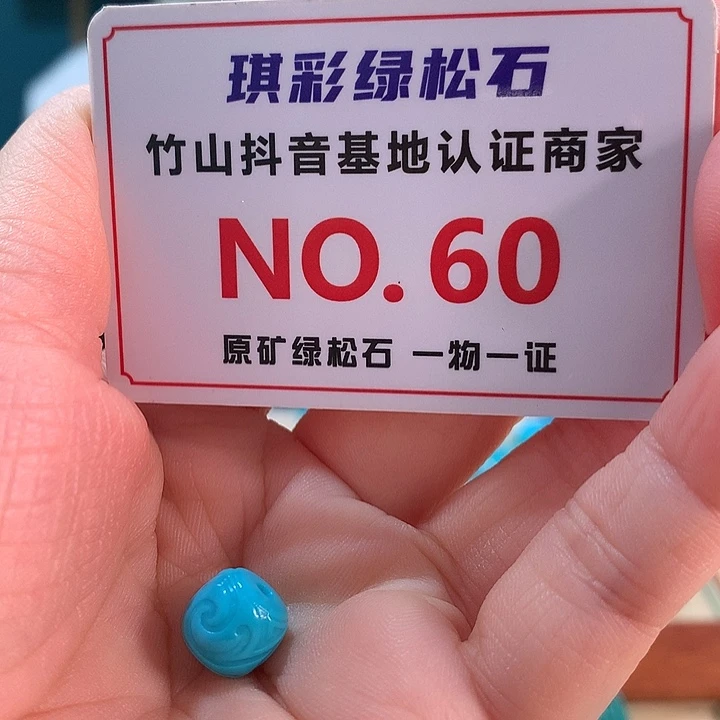 琪彩绿松石
竹山抖音基地认证商家
NO. 60
原矿绿松石 一物一证